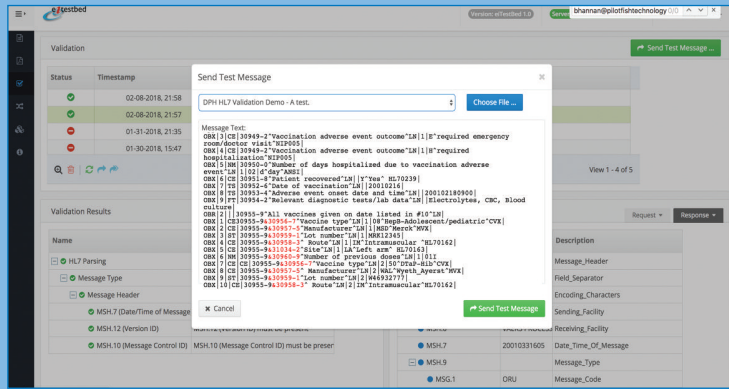 eiTestbed
Version: eiTestbed 1.0
Server
bhannan@pilotfishtechnology 0/0
Validation
Send Test Message ...
Status Timestamp
02-08-2018, 21:58
02-08-2018, 21:57
01-31-2018, 21:35
01-30-2018, 15:47
View 1 - 4 of 5
Send Test Message
DPH HL7 Validation Demo - A test.
Choose File ...
Message Text:
OBX|3|CE|30949-2^Vaccination adverse event outcome^LN|1|E^required emergency
room/doctor visit^NIP005|
OBX|4|CE|30949-2^Vaccination adverse event outcome^LN|1|H^required
hospitalization^NIP005|
OBX|5|NM|30950-0^Number of days hospitalized due to vaccination adverse
event^LN|1|02|d^day^ANSI|
OBX|6|CE|30951-8^Patient recovered^LN||Y^Yes^ HL70239|
OBX|7|TS|30952-6^Date of vaccination^LN||20010216|
OBX|8|TS|30953-4^Adverse event onset date and time^LN||200102180900|
OBX|9|FT|30954-2^Relevant diagnostic tests/lab data^LN||Electrolytes, CBC, Blood
culture|
OBR|2|||30955-9^All vaccines given on date listed in #10^LN|
OBX|1|CE30955-9&30956-7^Vaccine type^LN|1|08^HepB-Adolescent/pediatric^CVX|
OBX|2|CE|30955-9&30957-5^Manufacturer^LN|1|MSD^Merck^MVX|
OBX|3|ST|30955-9&30959-1^Lot number^LN|1|MRK12345|
OBX|4|CE|30955-9&30958-3^ Route^LN|1|IM^Intramuscular ^HL70162|
OBX|5|CE|30955-9&31034-2^Site^LN|1|LA^Left arm^ HL70163|
OBX|6|NM|30955-9&30960-9^Number of previous doses^LN|1|01I
OBX|7|CE|CE|30955-9&30956-7^Vaccine type^LN|2|50^DTaP-Hib^CVX|
OBX|8|CE|30955-9&30957-5^ Manufacturer^LN|2|WAL^Wyeth_Ayerst^MVX|
OBX|9|ST|30955-9&30959-1^Lot number^LN|2|W46932777|
OBX|10|CE|30955-9&30958-3^ Route^LN|2|IM^Intramuscular^HL70162|
Cancel
Send Test Message
Validation Results
Request
Response
Name
Description
HL7 Parsing
Message_Header
Message Type
Field_Separator
Message Header
Encoding_Characters
MSH.7 (Date/Time of Message
Sending_Facility
MSH.12 (Version ID) MSH.12 (Version ID) must be present
Receiving_Facility
MSH.10 (Message Control ID) MSH.10 (Message Control ID) must be presen
MSH.7 20010331605 Date_Time_Of_Message
MSH.9 Message_Type
MSG.1 ORU Message_Code